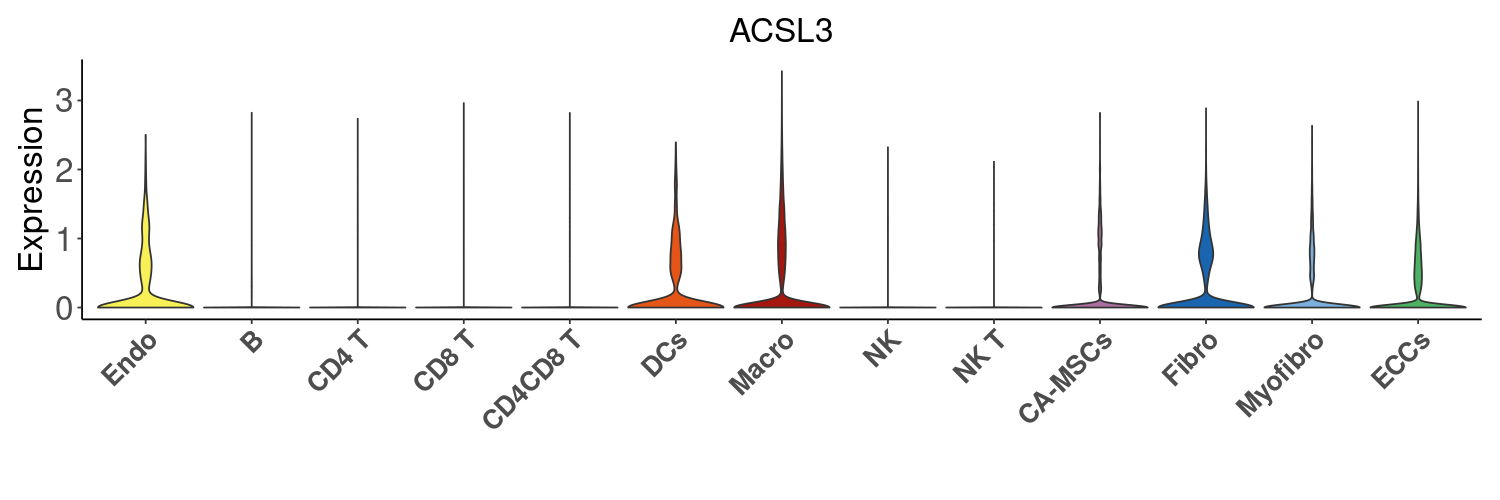 ACSL3
Expression
3
2
1
0
Endo
B
CD4 T
CD8 T
CD4CD8 T
DCs
Macro
NK
NK T
CA-MSCs
Fibro
Myofibro
ECCs